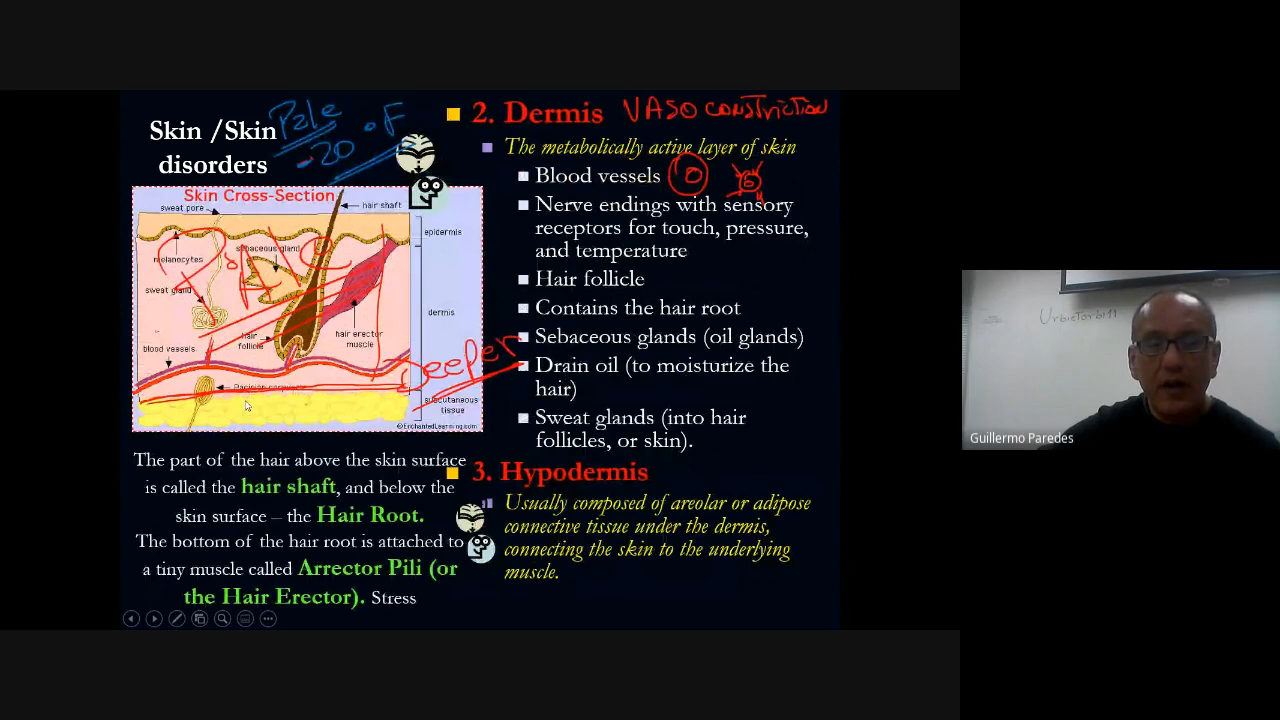 Skin /Skin
disorders
Pale
-20 °F
Skin Cross-Section
sweat pore
hair shaft
epidermis
melanocytes
sebaceous gland
sweat gland
dermis
hair
follicle
hair erector
muscle
blood vessels
Pacinian corpuscle
subcutaneous
tissue
©EnchantedLearning.com
Deeper
The part of the hair above the skin surface
is called the hair shaft, and below the
skin surface – the Hair Root.
The bottom of the hair root is attached to
a tiny muscle called Arrector Pili (or
the Hair Erector). Stress
2. Dermis VASO CONSTRICTION
The metabolically active layer of skin
Blood vessels
Nerve endings with sensory
receptors for touch, pressure,
and temperature
Hair follicle
Contains the hair root
Sebaceous glands (oil glands)
Drain oil (to moisturize the
hair)
Sweat glands (into hair
follicles, or skin).
3. Hypodermis
Usually composed of areolar or adipose
connective tissue under the dermis,
connecting the skin to the underlying
muscle.
Guillermo Paredes